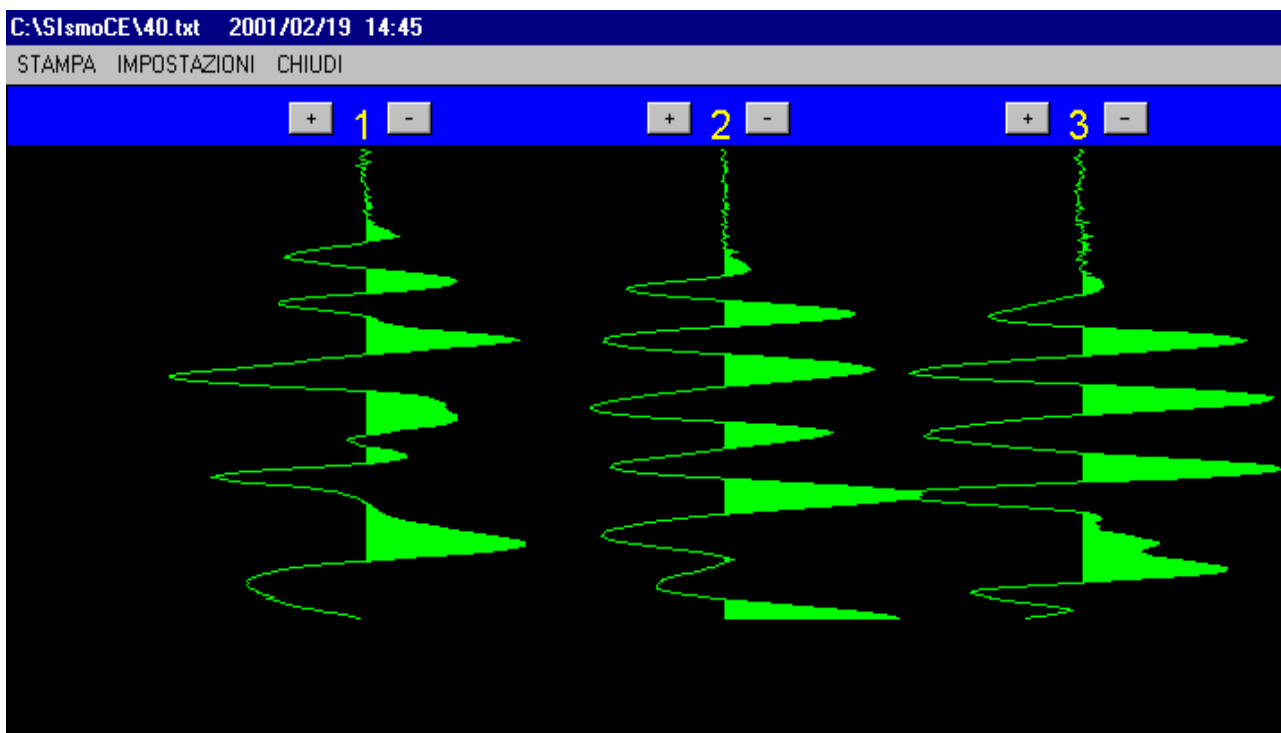 C:\SIsmoCE\40.txt 2001/02/19 14:45
STAMPA IMPOSTAZIONI CHIUDI
+ 1 - + 2 - + 3 -